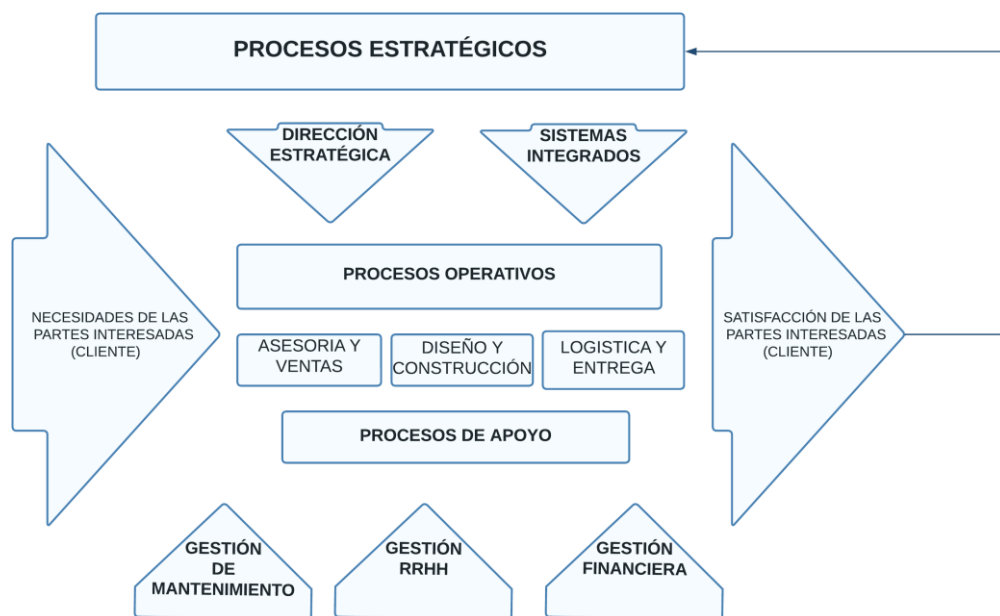 PROCESOS ESTRATÉGICOS
DIRECCIÓN
ESTRATÉGICA
SISTEMAS
INTEGRADOS
PROCESOS OPERATIVOS
NECESIDADES DE LAS
PARTES INTERESADAS
(CLIENTE)
ASESORIA Y
VENTAS
DISEÑO Y
CONSTRUCCIÓN
LOGISTICA Y
ENTREGA
SATISFACCIÓN DE LAS
PARTES INTERESADAS
(CLIENTE)
PROCESOS DE APOYO
GESTIÓN
DE
MANTENIMIENTO
GESTIÓN
RRHH
GESTIÓN
FINANCIERA